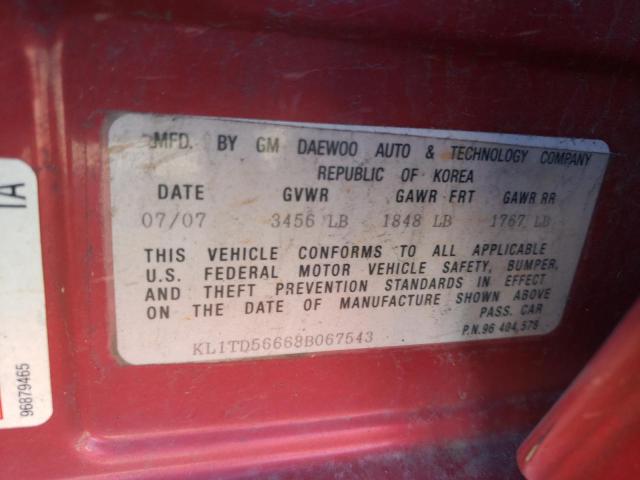 MFD. BY GM DAEWOO AUTO & TECHNOLOGY COMPANY
REPUBLIC OF KOREA
DATE GVWR GAWR FRT GAWR RR
07/07 3456 LB 1848 LB 1767 LB
THIS VEHICLE CONFORMS TO ALL APPLICABLE
U.S. FEDERAL MOTOR VEHICLE SAFETY, BUMPER,
AND THEFT PREVENTION STANDARDS IN EFFECT
ON THE DATE OF MANUFACTURE SHOWN ABOVE
PASS. CAR
P.N. 96 484,579
KL1TD56668B067543
IA
96879465